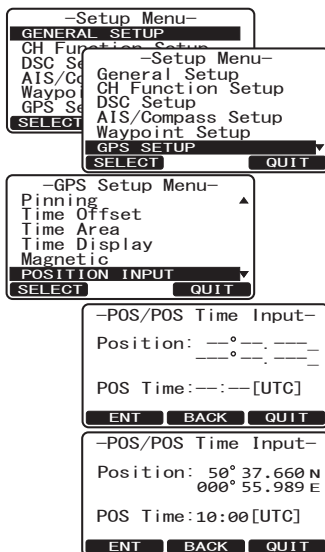 –Setup Menu–
GENERAL SETUP
CH Function Setup
DSC Se
AIS/Co
Waypoi
GPS Se
SELECT
–Setup Menu–
General Setup
CH Function Setup
DSC Setup
AIS/Compass Setup
Waypoint Setup
GPS SETUP ▼
SELECT QUIT
–GPS Setup Menu–
Pinning ▲
Time Offset
Time Area
Time Display
Magnetic
POSITION INPUT ▼
SELECT QUIT
–POS/POS Time Input–
Position: --°--.---_
---°--.---_
POS Time:--:--[UTC]
ENT BACK QUIT
–POS/POS Time Input–
Position: 50°37.660 N
000°55.989 E
POS Time:10:00[UTC]
ENT BACK QUIT